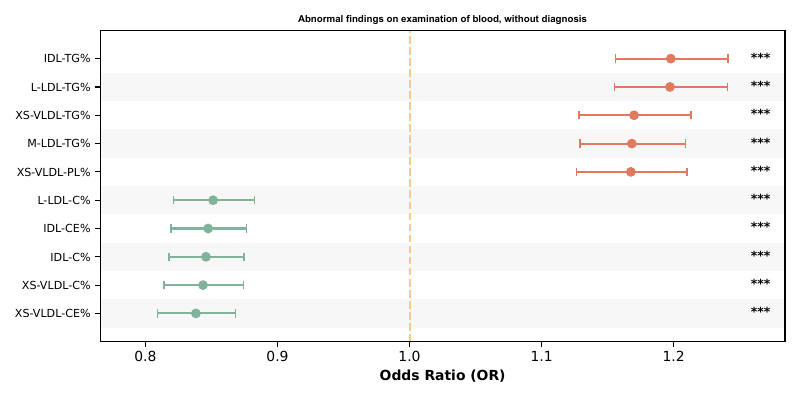 Abnormal findings on examination of blood, without diagnosis
IDL-TG% ***
L-LDL-TG% ***
XS-VLDL-TG% ***
M-LDL-TG% ***
XS-VLDL-PL% ***
L-LDL-C% ***
IDL-CE% ***
IDL-C% ***
XS-VLDL-C% ***
XS-VLDL-CE% ***
0.8 0.9 1.0 1.1 1.2
Odds Ratio (OR)